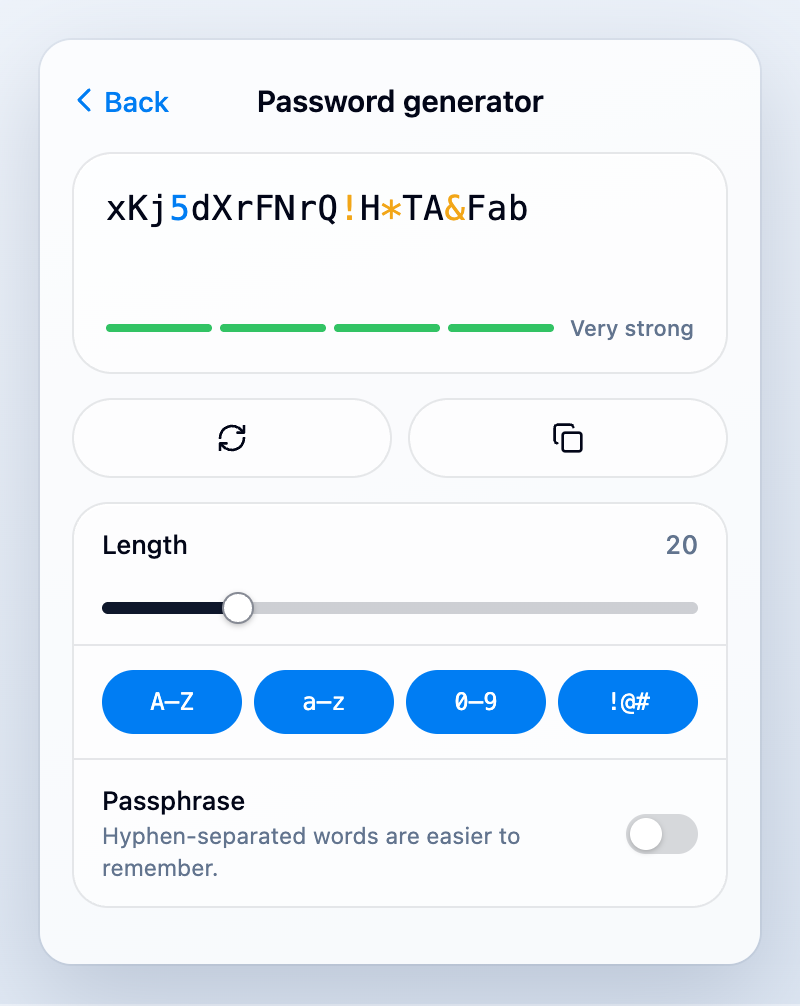 Back
Password generator
xKj5dXrFNrQ!H*TA&Fab
Very strong
Length
20
A–Z
a–z
0–9
!@#
Passphrase
Hyphen-separated words are easier to
remember.